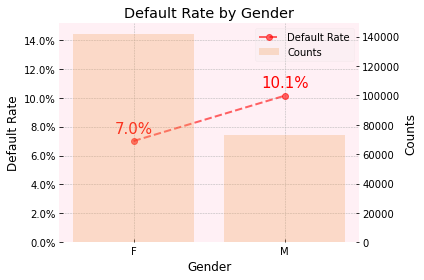 Default Rate by Gender
Default Rate
Counts
14.0%
12.0%
10.0%
8.0%
6.0%
4.0%
2.0%
0.0%
7.0%
10.1%
140000
120000
100000
80000
60000
40000
20000
0
Default Rate
Counts
F
M
Gender